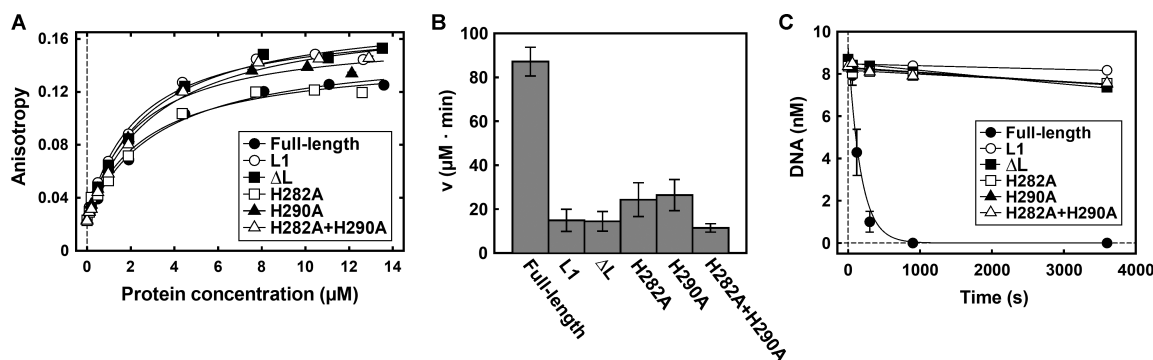 A
Anisotropy
0.16
0.12
0.08
0.04
0
0 2 4 6 8 10 12 14
Protein concentration (µM)
Full-length
L1
ΔL
H282A
H290A
H282A+H290A
B
v (µM · min)
100
80
60
40
20
0
Full-length
L1
ΔL
H282A
H290A
H282A+H290A
C
DNA (nM)
10
8
6
4
2
0
0 1000 2000 3000 4000
Time (s)
Full-length
L1
ΔL
H282A
H290A
H282A+H290A